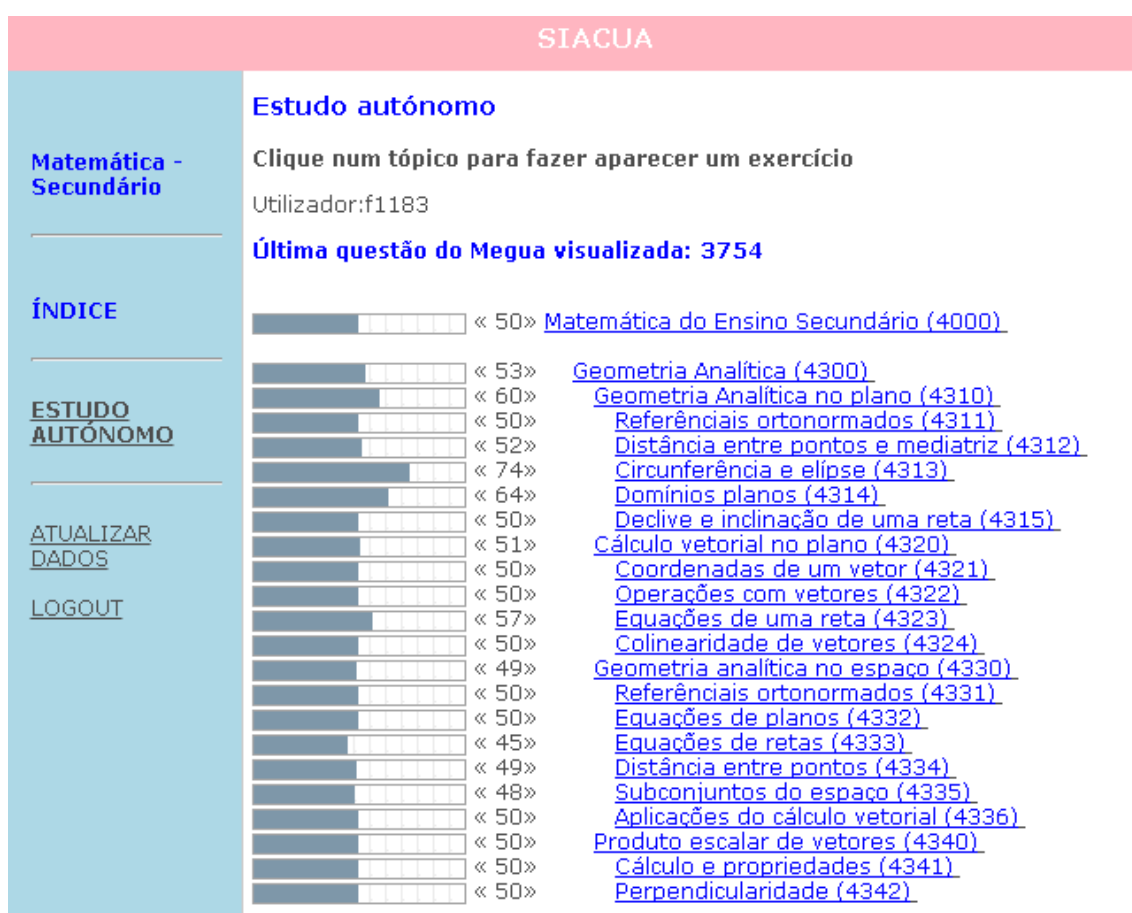 SIACUA
Matemática -
Secundário
ÍNDICE
ESTUDO
AUTÓNOMO
ATUALIZAR
DADOS
LOGOUT
Estudo autónomo
Clique num tópico para fazer aparecer um exercício
Utilizador:f1183
Última questão do Megua visualizada: 3754
« 50» Matemática do Ensino Secundário (4000)
« 53» Geometria Analítica (4300)
« 60» Geometria Analítica no plano (4310)
« 50» Referênciais ortonormados (4311)
« 52» Distância entre pontos e mediatriz (4312)
« 74» Circunferência e elípse (4313)
« 64» Domínios planos (4314)
« 50» Declive e inclinação de uma reta (4315)
« 51» Cálculo vetorial no plano (4320)
« 50» Coordenadas de um vetor (4321)
« 50» Operações com vetores (4322)
« 57» Equações de uma reta (4323)
« 50» Colinearidade de vetores (4324)
« 49» Geometria analítica no espaço (4330)
« 50» Referênciais ortonormados (4331)
« 50» Equações de planos (4332)
« 45» Equações de retas (4333)
« 49» Distância entre pontos (4334)
« 48» Subconjuntos do espaço (4335)
« 50» Aplicações do cálculo vetorial (4336)
« 50» Produto escalar de vetores (4340)
« 50» Cálculo e propriedades (4341)
« 50» Perpendicularidade (4342)